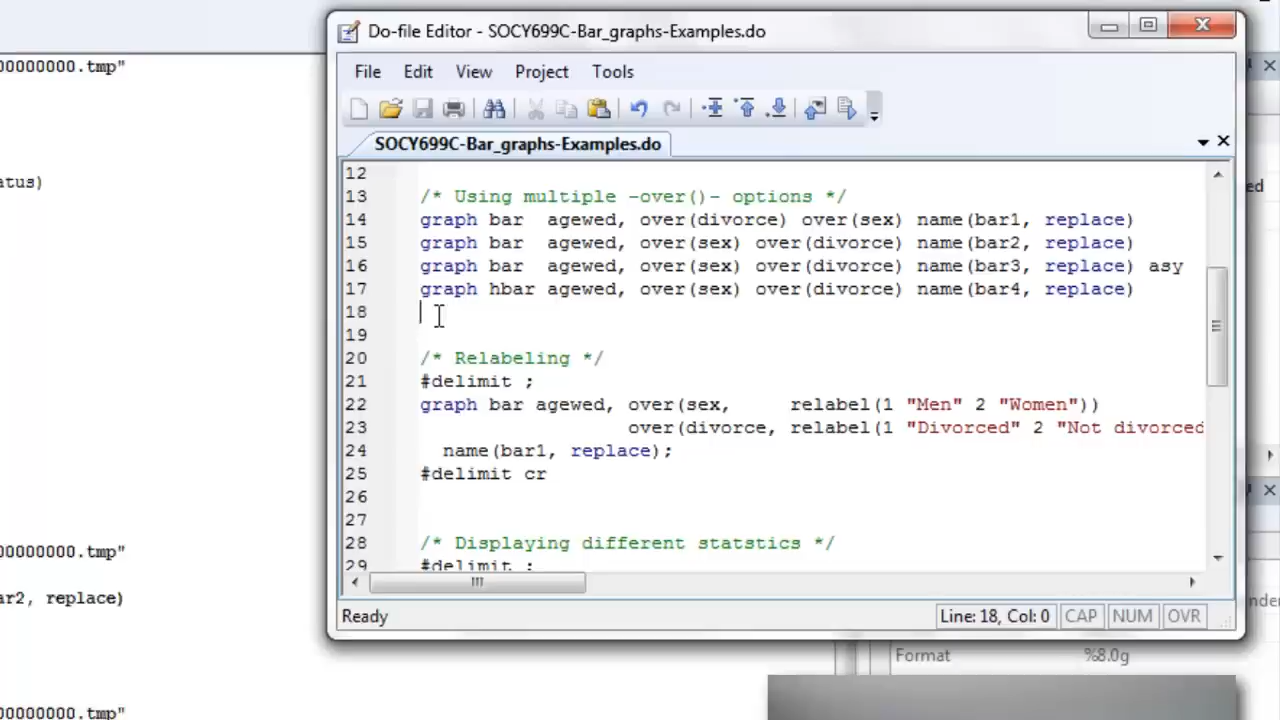 Do-file Editor - SOCY699C-Bar_graphs-Examples.do
File Edit View Project Tools
SOCY699C-Bar_graphs-Examples.do
12
13 /* Using multiple -over()- options */
14 graph bar  agewed, over(divorce) over(sex) name(bar1, replace)
15 graph bar  agewed, over(sex) over(divorce) name(bar2, replace)
16 graph bar  agewed, over(sex) over(divorce) name(bar3, replace) asy
17 graph hbar agewed, over(sex) over(divorce) name(bar4, replace)
18
19
20 /* Relabeling */
21 #delimit ;
22 graph bar agewed, over(sex,     relabel(1 "Men" 2 "Women"))
23 over(divorce, relabel(1 "Divorced" 2 "Not divorced
24 name(bar1, replace);
25 #delimit cr
26
27
28 /* Displaying different statstics */
29 #delimit ;
Ready Line: 18, Col: 0 CAP NUM OVR
00000000.tmp"
atus)
00000000.tmp"
ar2, replace)
00000000.tmp"
ed
nder
Format %8.0g